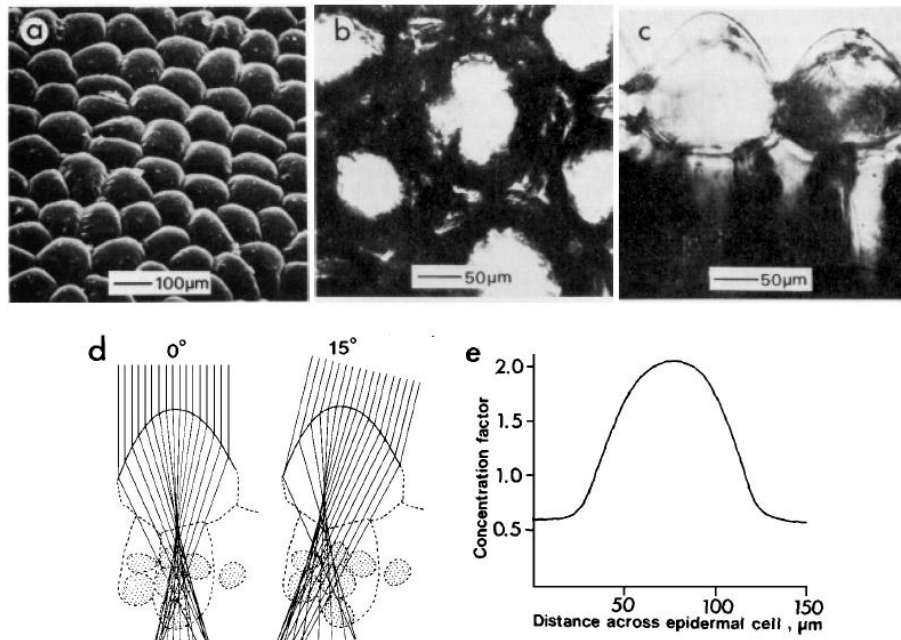 a
b
c
100µm
50µm
50µm
d
0°
15°
e
Concentration factor
2.0
1.5
1.0
0.5
50
100
150
Distance across epidermal cell , µm